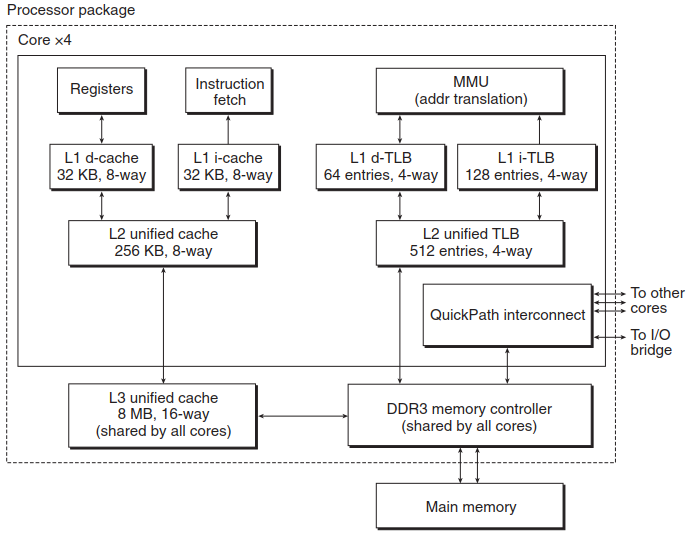 Processor package
Core ×4
Registers
Instruction
fetch
MMU
(addr translation)
L1 d-cache
32 KB, 8-way
L1 i-cache
32 KB, 8-way
L1 d-TLB
64 entries, 4-way
L1 i-TLB
128 entries, 4-way
L2 unified cache
256 KB, 8-way
L2 unified TLB
512 entries, 4-way
QuickPath interconnect
To other
cores
To I/O
bridge
L3 unified cache
8 MB, 16-way
(shared by all cores)
DDR3 memory controller
(shared by all cores)
Main memory